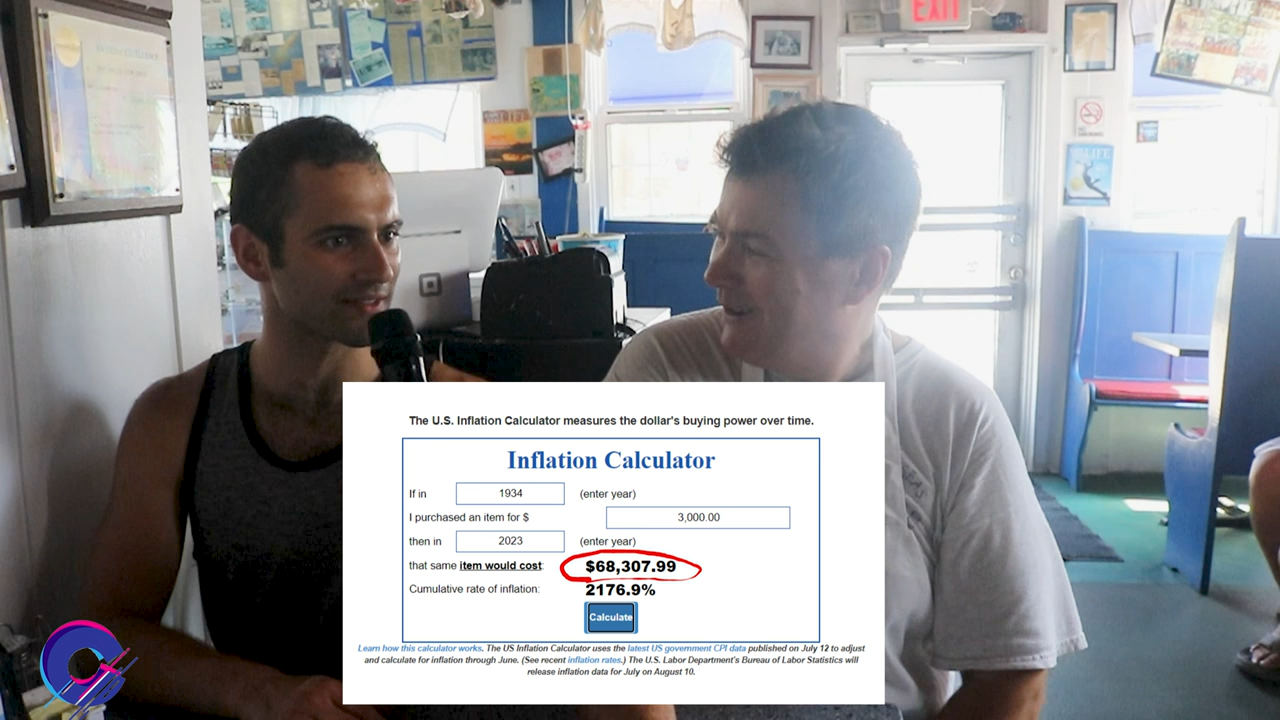 EXIT
LIFE
LIFE
The U.S. Inflation Calculator measures the dollar's buying power over time.
Inflation Calculator
If in 1934 (enter year)
I purchased an item for $ 3,000.00
then in 2023 (enter year)
that same item would cost: $68,307.99
Cumulative rate of inflation: 2176.9%
Calculate
Learn how this calculator works. The US Inflation Calculator uses the latest US government CPI data published on July 12 to adjust
and calculate for inflation through June. (See recent inflation rates.) The U.S. Labor Department's Bureau of Labor Statistics will
release inflation data for July on August 10.